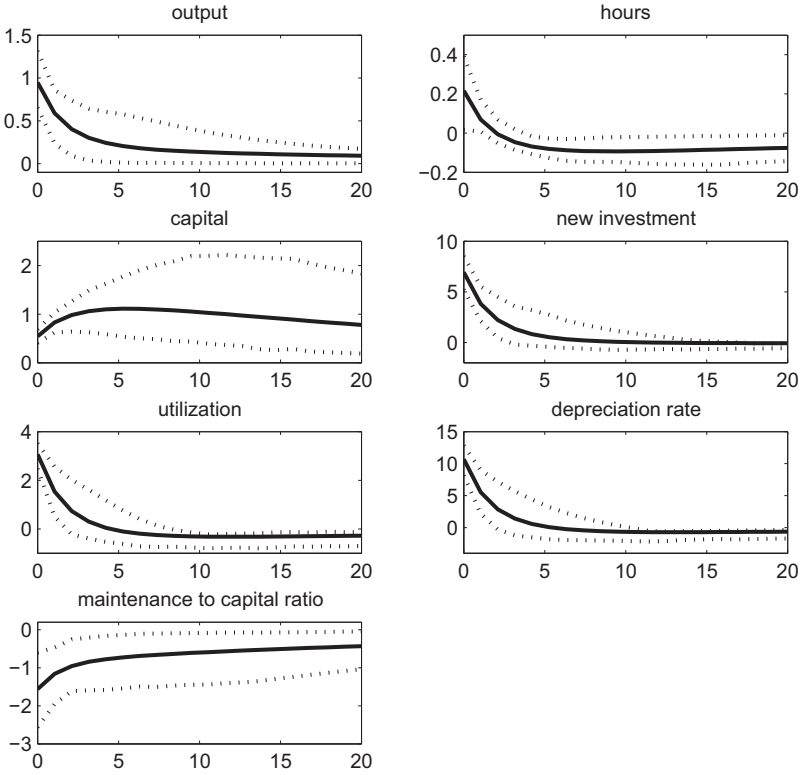 output
1.5
1
0.5
0
0 5 10 15 20
hours
0.4
0.2
0
−0.2
0 5 10 15 20
capital
2
1
0
0 5 10 15 20
new investment
10
5
0
0 5 10 15 20
utilization
4
2
0
0 5 10 15 20
depreciation rate
15
10
5
0
0 5 10 15 20
maintenance to capital ratio
0
−1
−2
−3
0 5 10 15 20